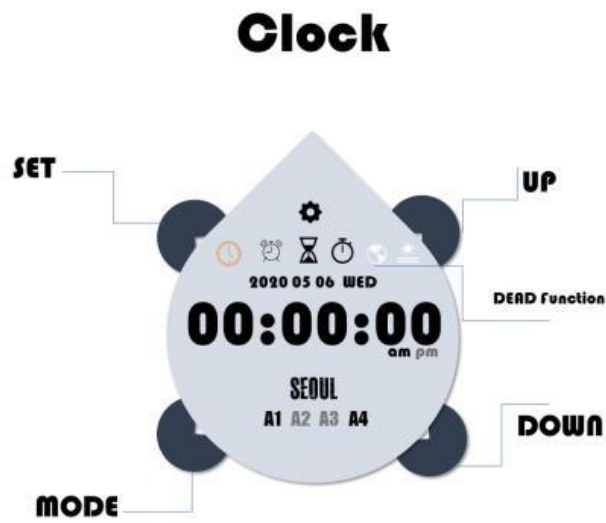 Clock
SET
UP
2020 05 06 WED
DEAD Function
00:00:00
am pm
SEOUL
A1 A2 A3 A4
DOWN
MODE